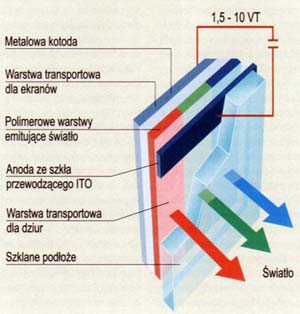 1,5 - 10 VT
Metalowa kotoda
Warstwa transportowa
dla ekranów
Polimerowe warstwy
emitujące światło
Anoda ze szkła
przewodzącego ITO
Warstwa transportowa
dla dziur
Szklane podłoże
Światło